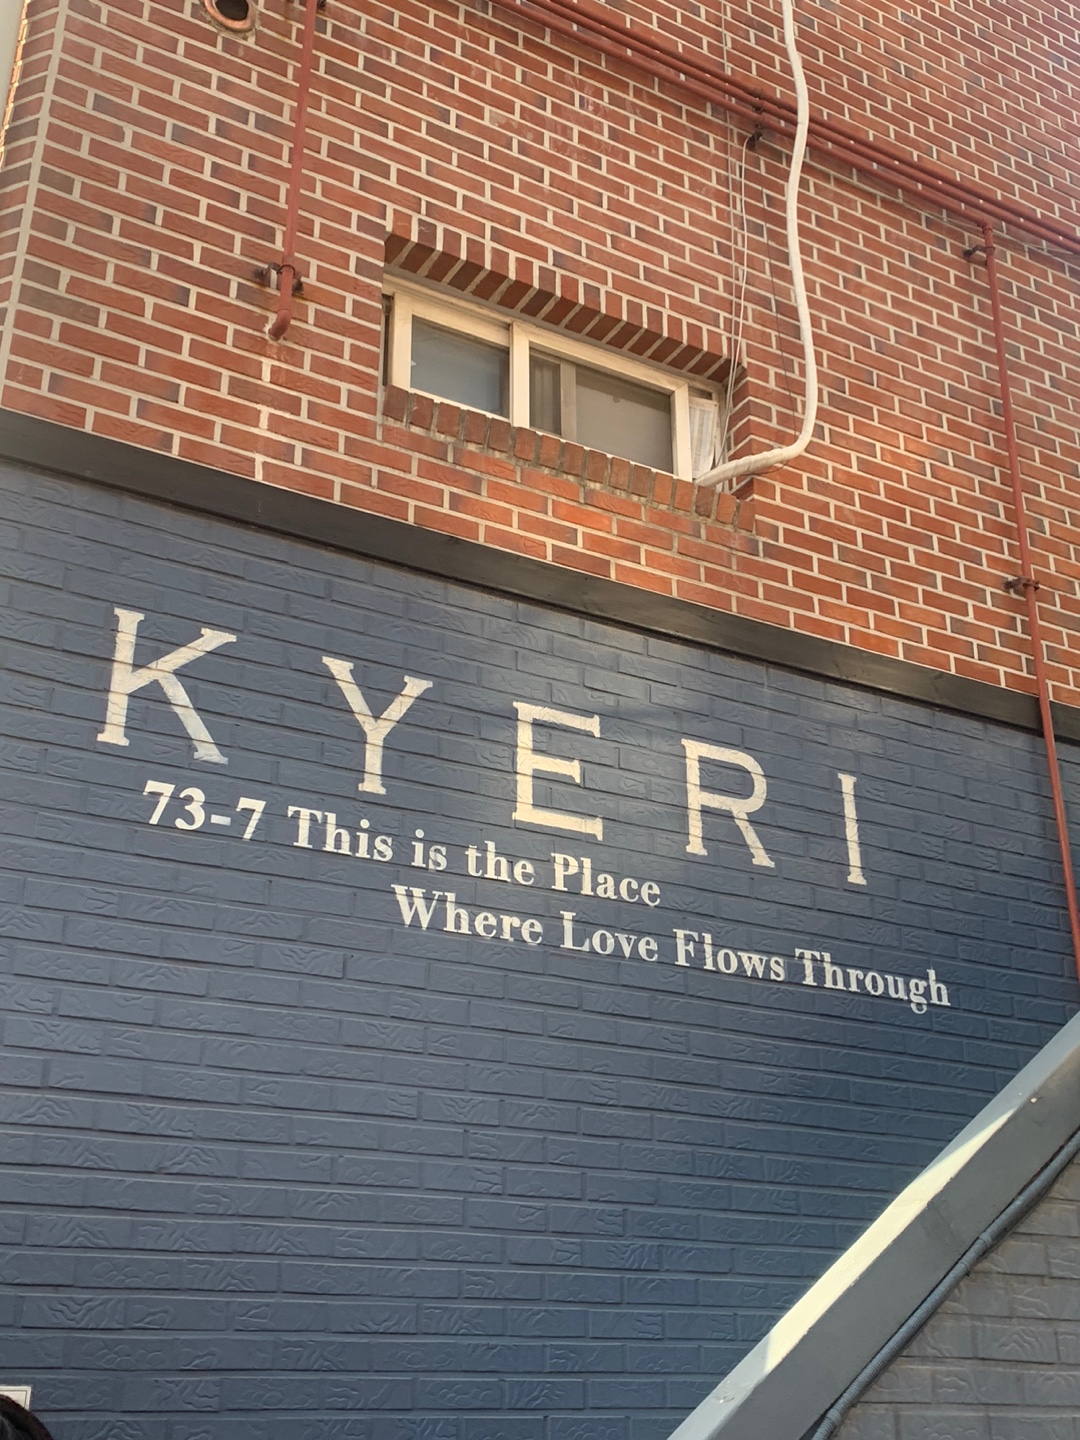 KYERI
73-7 This is the Place
Where Love Flows Through